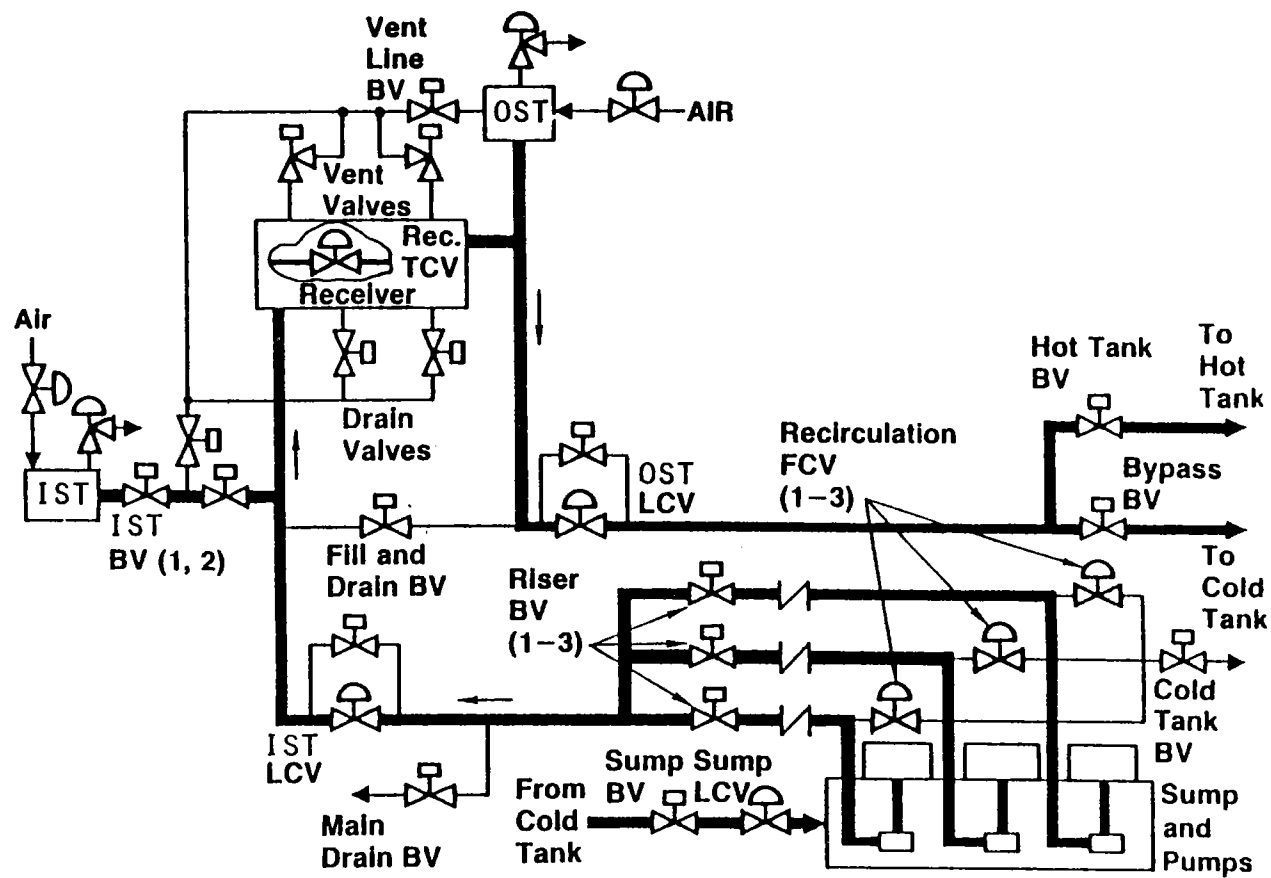 Vent
Line
BV
OST
AIR
Vent
Valves
Rec.
TCV
Receiver
Air
Drain
Valves
IST
IST
BV (1, 2)
Fill and
Drain BV
OST
LCV
Recirculation
FCV
(1–3)
Hot Tank
BV
To
Hot
Tank
Bypass
BV
To
Cold
Tank
Riser
BV
(1–3)
Cold
Tank
BV
IST
LCV
Main
Drain BV
From
Cold
Tank
Sump
BV
Sump
LCV
Sump
and
Pumps